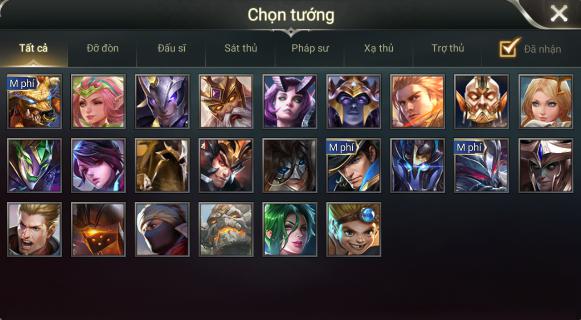 Chọn tướng
Tất cả Đỡ đòn Đấu sĩ Sát thủ Pháp sư Xạ thủ Trợ thủ Đã nhận
M phí
M phí M phí